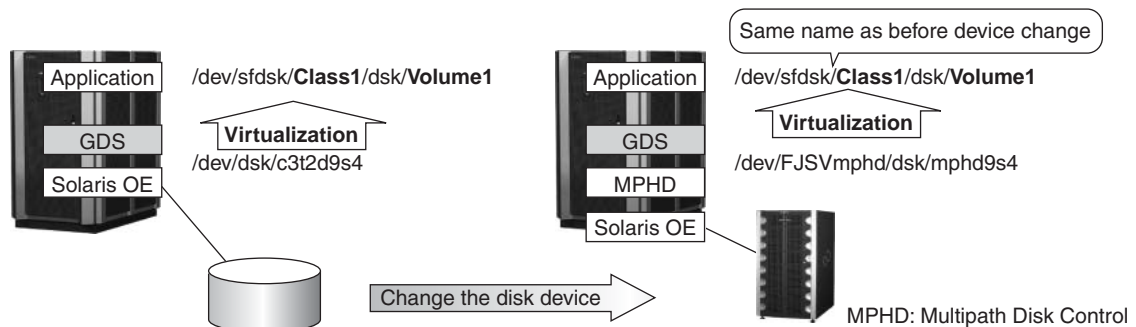 Same name as before device change
Application
/dev/sfdsk/Class1/dsk/Volume1
Virtualization
GDS
/dev/dsk/c3t2d9s4
Solaris OE
Application
/dev/sfdsk/Class1/dsk/Volume1
Virtualization
GDS
/dev/FJSVmphd/dsk/mphd9s4
MPHD
Solaris OE
Change the disk device
MPHD: Multipath Disk Control